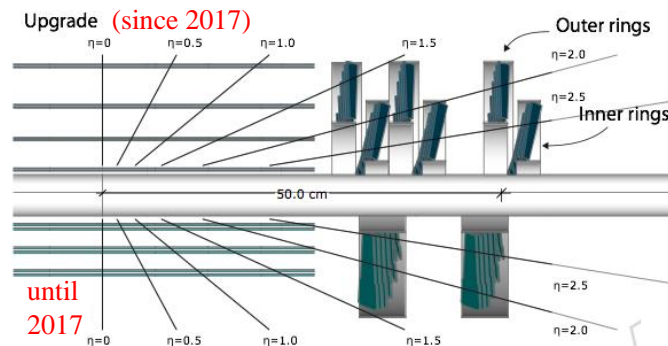 Upgrade (since 2017)
Outer rings
η=0
η=0.5
η=1.0
η=1.5
η=2.0
η=2.5
Inner rings
50.0 cm
until
2017
η=2.5
η=0
η=0.5
η=1.0
η=1.5
η=2.0